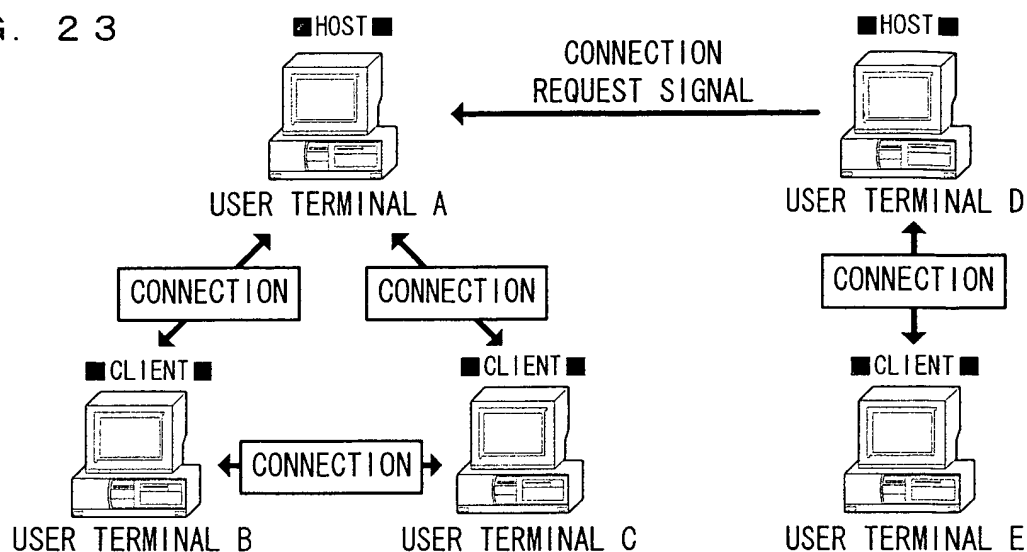 G. 23
■HOST■
■HOST■
CONNECTION
REQUEST SIGNAL
USER TERMINAL A
USER TERMINAL D
CONNECTION
CONNECTION
CONNECTION
■CLIENT■
■CLIENT■
■CLIENT■
CONNECTION
USER TERMINAL B
USER TERMINAL C
USER TERMINAL E